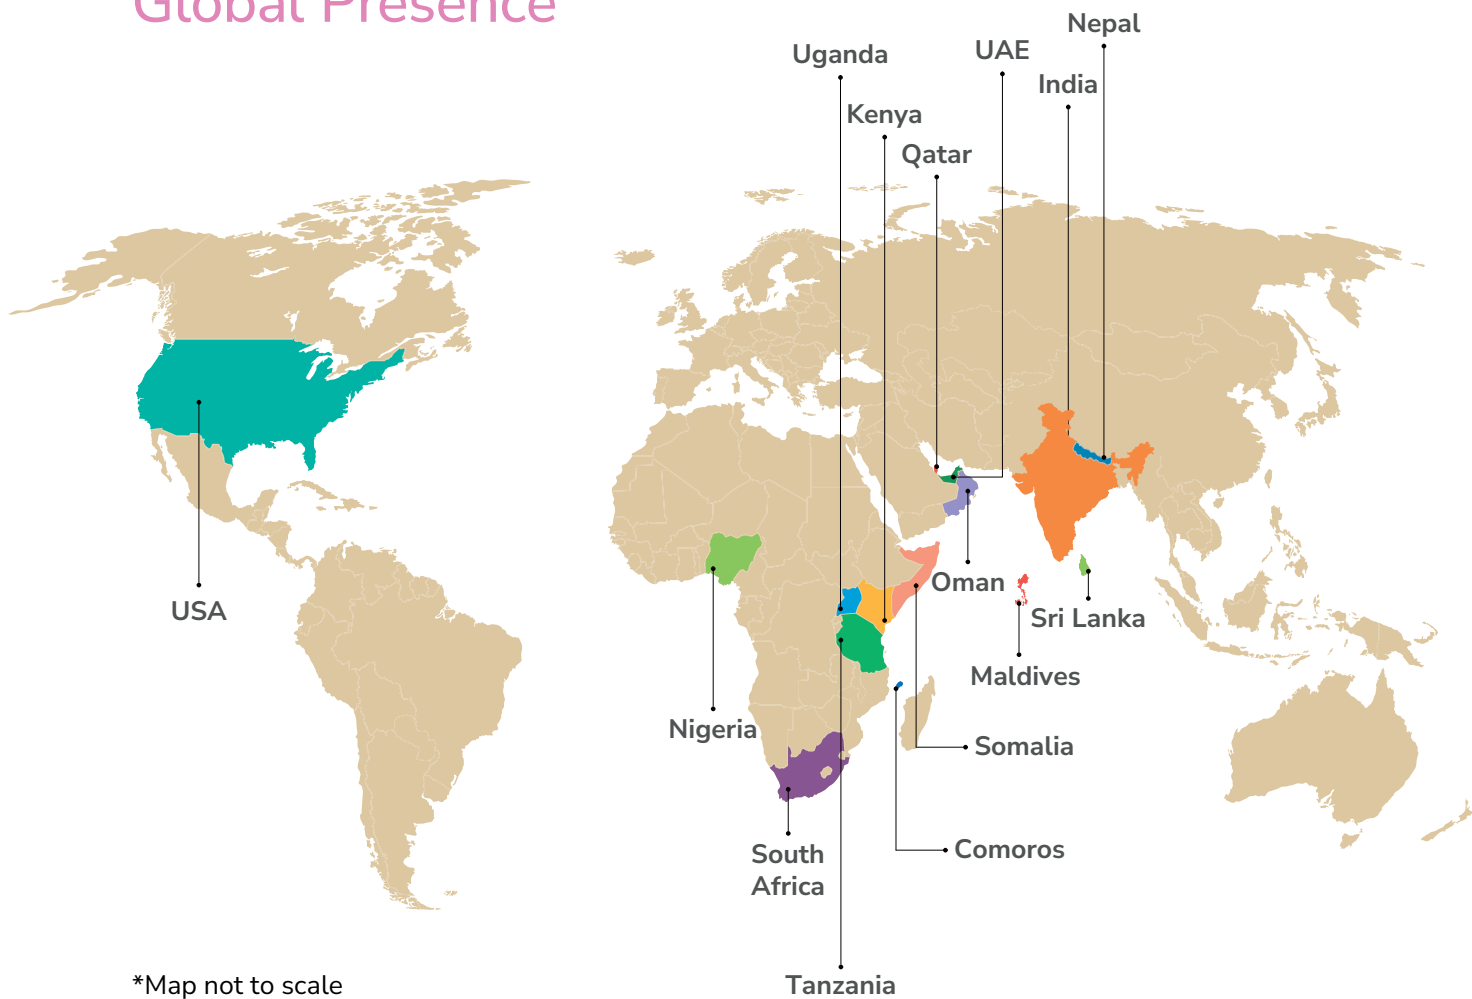 Global Presence
Nepal
Uganda
UAE
India
Kenya
Qatar
Oman
USA
Sri Lanka
Maldives
Nigeria
Somalia
South
Africa
Comoros
*Map not to scale
Tanzania